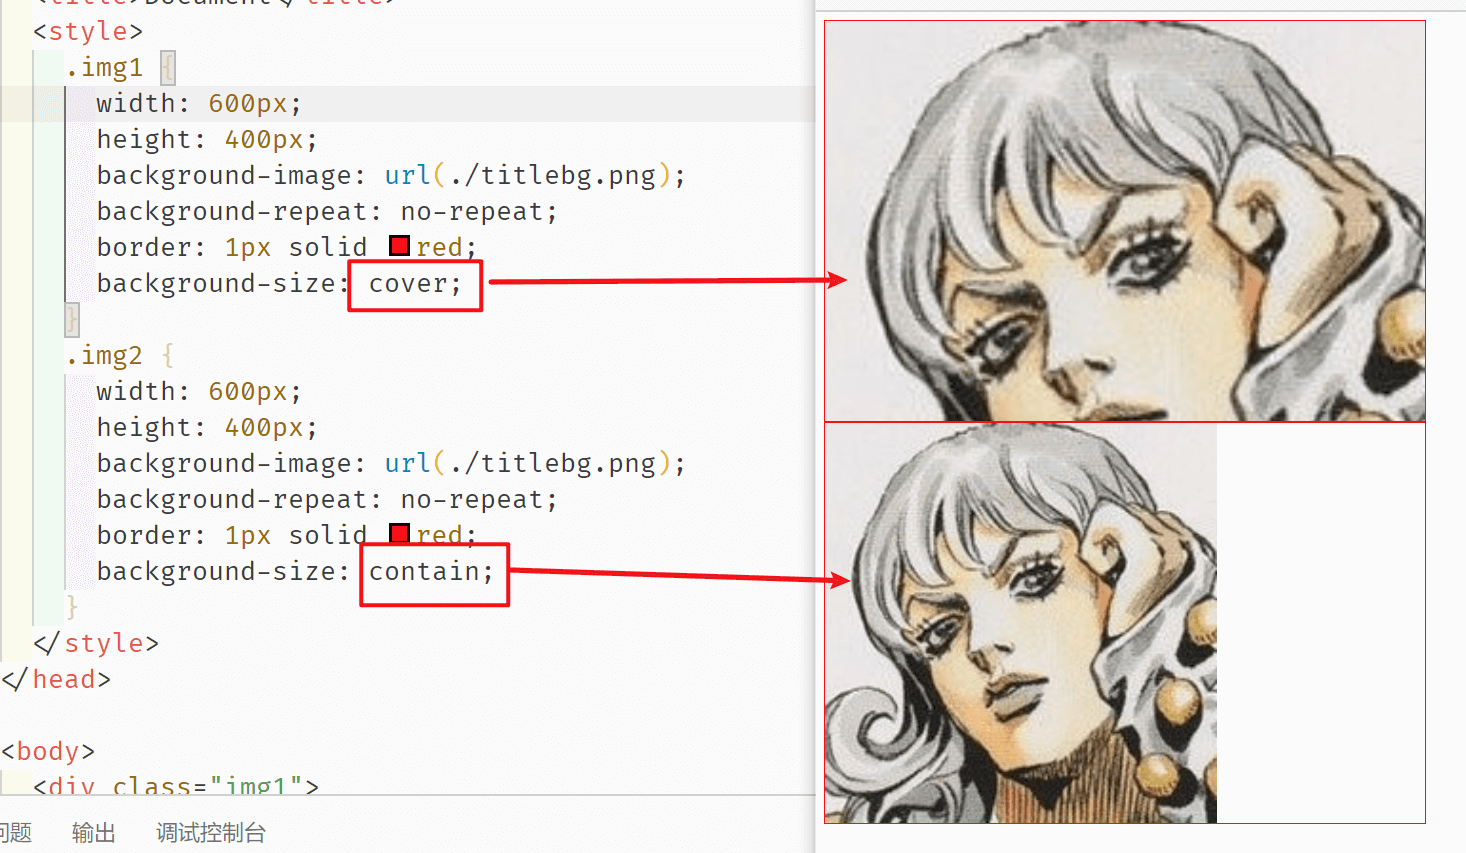 <title>Document</title>
<style>
.img1 {
width: 600px;
height: 400px;
background-image: url(./titlebg.png);
background-repeat: no-repeat;
border: 1px solid red;
background-size: cover;
}
.img2 {
width: 600px;
height: 400px;
background-image: url(./titlebg.png);
background-repeat: no-repeat;
border: 1px solid red;
background-size: contain;
}
</style>
</head>
<body>
<div class="img1">
问题 输出 调试控制台